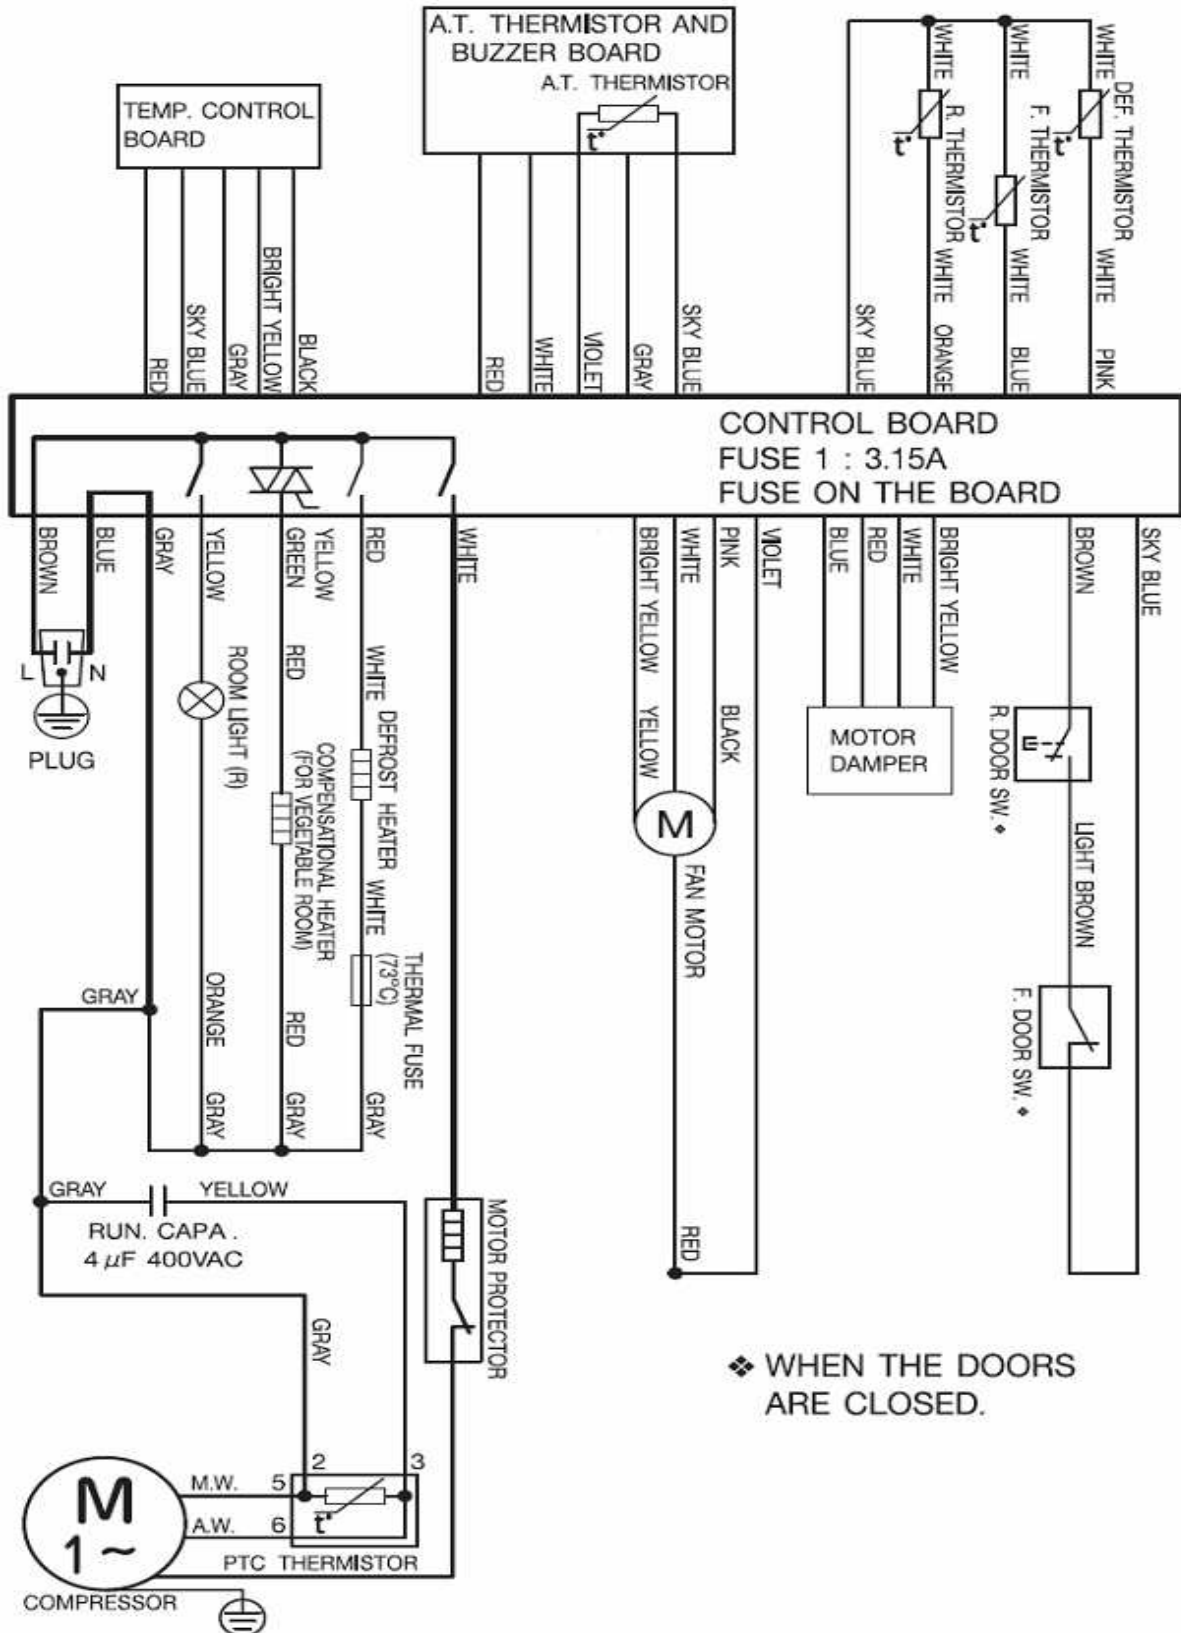 A.T. THERMISTOR AND
BUZZER BOARD
A.T. THERMISTOR
t°
TEMP. CONTROL
BOARD
WHITE
WHITE
WHITE
R. THERMISTOR
t°
F. THERMISTOR
t°
DEF. THERMISTOR
t°
RED
SKY BLUE
GRAY
BRIGHT YELLOW
BLACK
RED
WHITE
VIOLET
GRAY
SKY BLUE
SKY BLUE
WHITE
ORANGE
WHITE
BLUE
WHITE
PINK
CONTROL BOARD
FUSE 1 : 3.15A
FUSE ON THE BOARD
BROWN
BLUE
GRAY
YELLOW
GREEN
YELLOW
RED
WHITE
BRIGHT YELLOW
WHITE
PINK
VIOLET
BLUE
RED
WHITE
BRIGHT YELLOW
BROWN
SKY BLUE
L
N
PLUG
ROOM LIGHT (R)
RED
COMPENSATIONAL HEATER
(FOR VEGETABLE ROOM)
WHITE
DEFROST HEATER
WHITE
THERMAL FUSE
(73°C)
YELLOW
BLACK
M
FAN MOTOR
MOTOR
DAMPER
R. DOOR SW. ❖
LIGHT BROWN
F. DOOR SW. ❖
GRAY
ORANGE
RED
GRAY
GRAY
GRAY
GRAY
YELLOW
RUN. CAPA .
4 µF 400VAC
MOTOR PROTECTOR
RED
GRAY
❖ WHEN THE DOORS
ARE CLOSED.
M
1 ~
COMPRESSOR
M.W.
5
2
3
A.W.
6
t°
PTC THERMISTOR